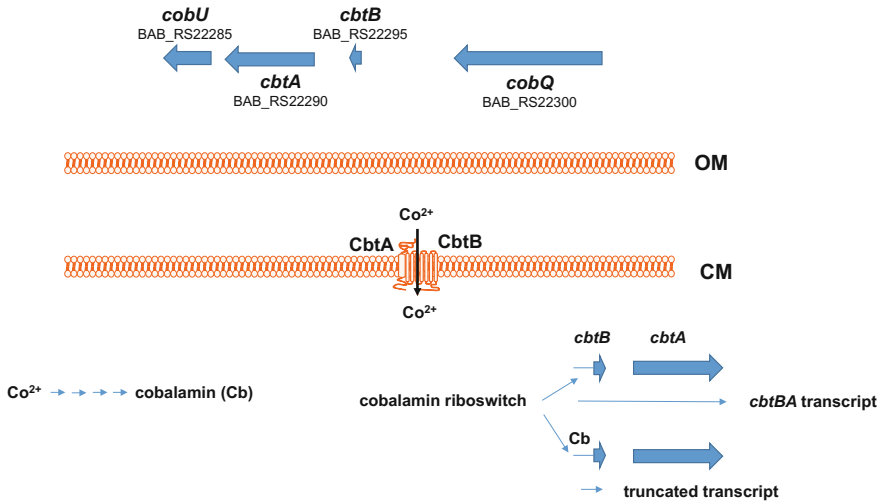 cobU
BAB_RS22285
cbtB
BAB_RS22295
cbtA
BAB_RS22290
cobQ
BAB_RS22300
OM
Co²⁺
CbtA
CbtB
CM
Co²⁺
cbtB
cbtA
Co²⁺
cobalamin (Cb)
cobalamin riboswitch
cbtBA transcript
Cb
truncated transcript